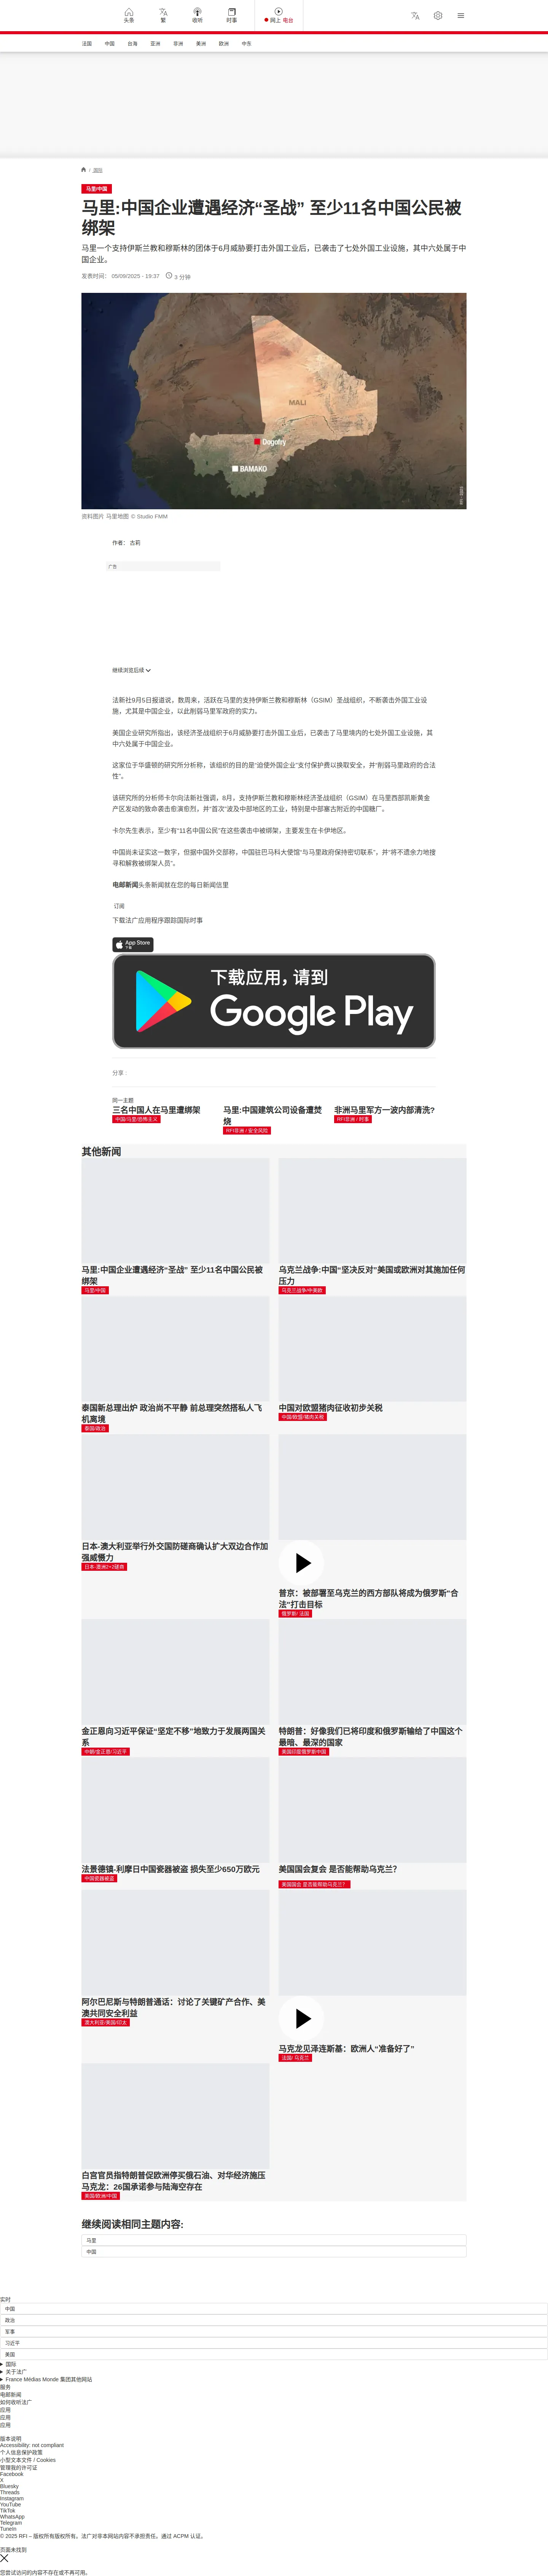 头条
繁
收听
时事
网上 电台
法国
中国
台海
亚洲
非洲
美洲
欧洲
中东
/ 国际
马里/中国
马里:中国企业遭遇经济“圣战” 至少11名中国公民被
绑架
马里一个支持伊斯兰教和穆斯林的团体于6月威胁要打击外国工业后，已袭击了七处外国工业设施，其中六处属于中
国企业。
发表时间： 05/09/2025 - 19:37
3 分钟
MALI
Dogofry
BAMAKO
资料图片 马里地图 © Studio FMM
作者： 古莉
广告
继续浏览后续
法新社9月5日报道说，数周来，活跃在马里的支持伊斯兰教和穆斯林（GSIM）圣战组织，不断袭击外国工业设
施，尤其是中国企业，以此削弱马里军政府的实力。
美国企业研究所指出，该经济圣战组织于6月威胁要打击外国工业后，已袭击了马里境内的七处外国工业设施，其
中六处属于中国企业。
这家位于华盛顿的研究所分析称，该组织的目的是“迫使外国企业”支付保护费以换取安全，并“削弱马里政府的合法
性”。
该研究所的分析师卡尔向法新社强调，8月，支持伊斯兰教和穆斯林经济圣战组织（GSIM）在马里西部凯斯黄金
产区发动的致命袭击愈演愈烈，并“首次”波及中部地区的工业，特别是中部塞古附近的中国糖厂。
卡尔先生表示，至少有“11名中国公民”在这些袭击中被绑架，主要发生在卡伊地区。
中国尚未证实这一数字，但据中国外交部称，中国驻巴马科大使馆“与马里政府保持密切联系”，并“将不遗余力地搜
寻和解救被绑架人员”。
电邮新闻头条新闻就在您的每日新闻信里
订阅
下载法广应用程序跟踪国际时事
App Store
下载
下载应用，请到
Google Play
分享 :
同一主题
三名中国人在马里遭绑架
中国/马里/恐怖主义
马里:中国建筑公司设备遭焚
烧
RFI非洲 / 安全风险
非洲马里军方一波内部清洗?
RFI非洲 / 时事
其他新闻
马里:中国企业遭遇经济“圣战” 至少11名中国公民被
绑架
马里/中国
乌克兰战争:中国“坚决反对”美国或欧洲对其施加任何
压力
乌克兰战争/中美欧
泰国新总理出炉 政治尚不平静 前总理突然搭私人飞
机离境
泰国/政治
中国对欧盟猪肉征收初步关税
中国/欧盟/猪肉关税
日本-澳大利亚举行外交国防磋商确认扩大双边合作加
强威慑力
日本-澳洲2+2磋商
普京：被部署至乌克兰的西方部队将成为俄罗斯“合
法”打击目标
俄罗斯/ 法国
金正恩向习近平保证“坚定不移”地致力于发展两国关
系
中朝/金正恩/习近平
特朗普：好像我们已将印度和俄罗斯输给了中国这个
最暗、最深的国家
美国印度俄罗斯中国
法景德镇-利摩日中国瓷器被盗 损失至少650万欧元
中国瓷器被盗
美国国会复会 是否能帮助乌克兰?
美国国会 是否能帮助乌克兰？
阿尔巴尼斯与特朗普通话：讨论了关键矿产合作、美
澳共同安全利益
澳大利亚/美国/印太
马克龙见泽连斯基：欧洲人“准备好了”
法国/ 乌克兰
白宫官员指特朗普促欧洲停买俄石油、对华经济施压
马克龙：26国承诺参与陆海空存在
美国/欧洲/中国
继续阅读相同主题内容:
马里
中国
实时
中国
政治
军事
习近平
美国
国际
关于法广
France Médias Monde 集团其他网站
服务
电邮新闻
如何收听法广
应用
应用
应用
版本说明
Accessibility: not compliant
个人信息保护政策
小型文本文件 / Cookies
管理我的许可证
Facebook
X
Bluesky
Threads
Instagram
YouTube
TikTok
WhatsApp
Telegram
TuneIn
© 2025 RFI – 版权所有版权所有。法广对非本网站内容不承担责任。通过 ACPM 认证。
页面未找到
您尝试访问的内容不存在或不再可用。